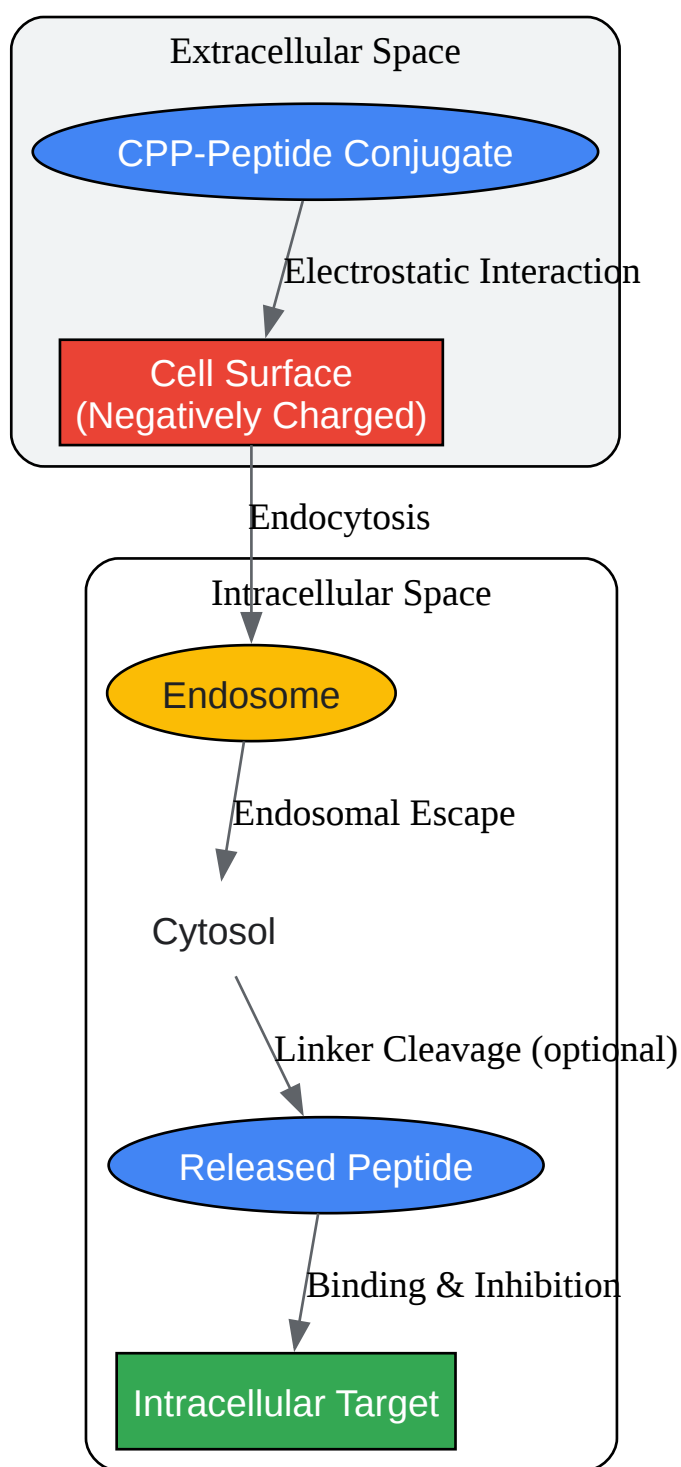 Extracellular Space
CPP-Peptide Conjugate
Electrostatic Interaction
Cell Surface
(Negatively Charged)
Endocytosis
Intracellular Space
Endosome
Endosomal Escape
Cytosol
Linker Cleavage (optional)
Released Peptide
Binding & Inhibition
Intracellular Target